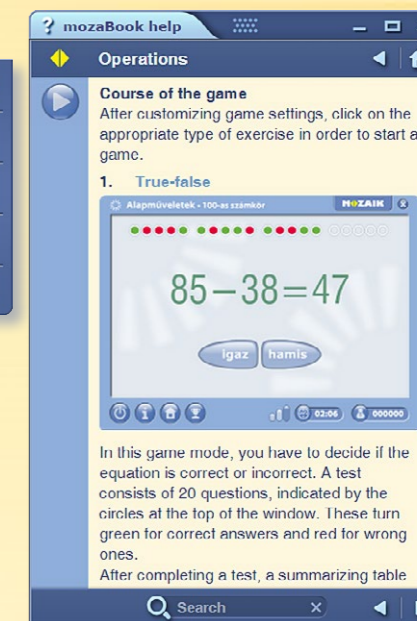 ? mozaBook help
Operations
Course of the game
After customizing game settings, click on the
appropriate type of exercise in order to start a
game.
1. True-false
Alapműveletek - 100-as számkör
MOZAIK
85–38=47
igaz hamis
02:06 000000
In this game mode, you have to decide if the
equation is correct or incorrect. A test
consists of 20 questions, indicated by the
circles at the top of the window. These turn
green for correct answers and red for wrong
ones.
After completing a test, a summarizing table
Search